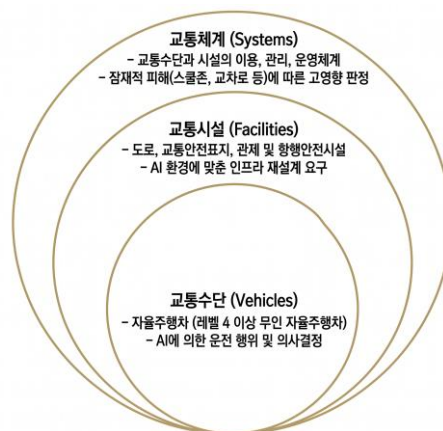 교통체계 (Systems)
– 교통수단과 시설의 이용, 관리, 운영체계
– 잠재적 피해(스쿨존, 교차로 등)에 따른 고영향 판정
교통시설 (Facilities)
– 도로, 교통안전표지, 관제 및 항행안전시설
– AI 환경에 맞춘 인프라 재설계 요구
교통수단 (Vehicles)
– 자율주행차 (레벨 4 이상 무인 자율주행차)
– AI에 의한 운전 행위 및 의사결정